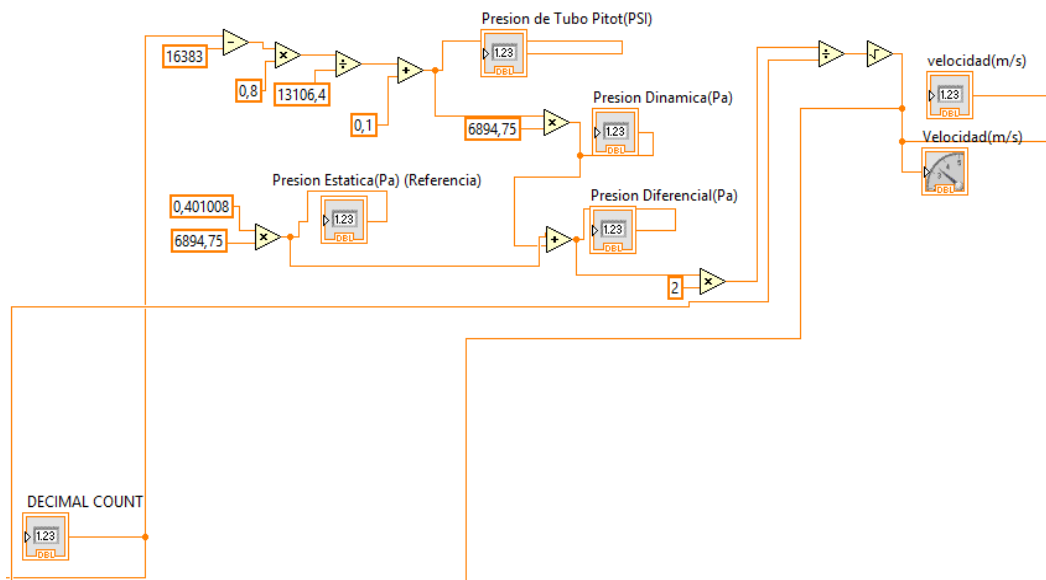 Presion de Tubo Pitot(PSI)
1.23
DBL
16383
0,8
13106,4
0,1
velocidad(m/s)
1.23
DBL
Presion Dinamica(Pa)
1.23
DBL
6894,75
Velocidad(m/s)
DBL
Presion Estatica(Pa) (Referencia)
1.23
DBL
Presion Diferencial(Pa)
1.23
DBL
0,401008
6894,75
2
DECIMAL COUNT
1.23
DBL